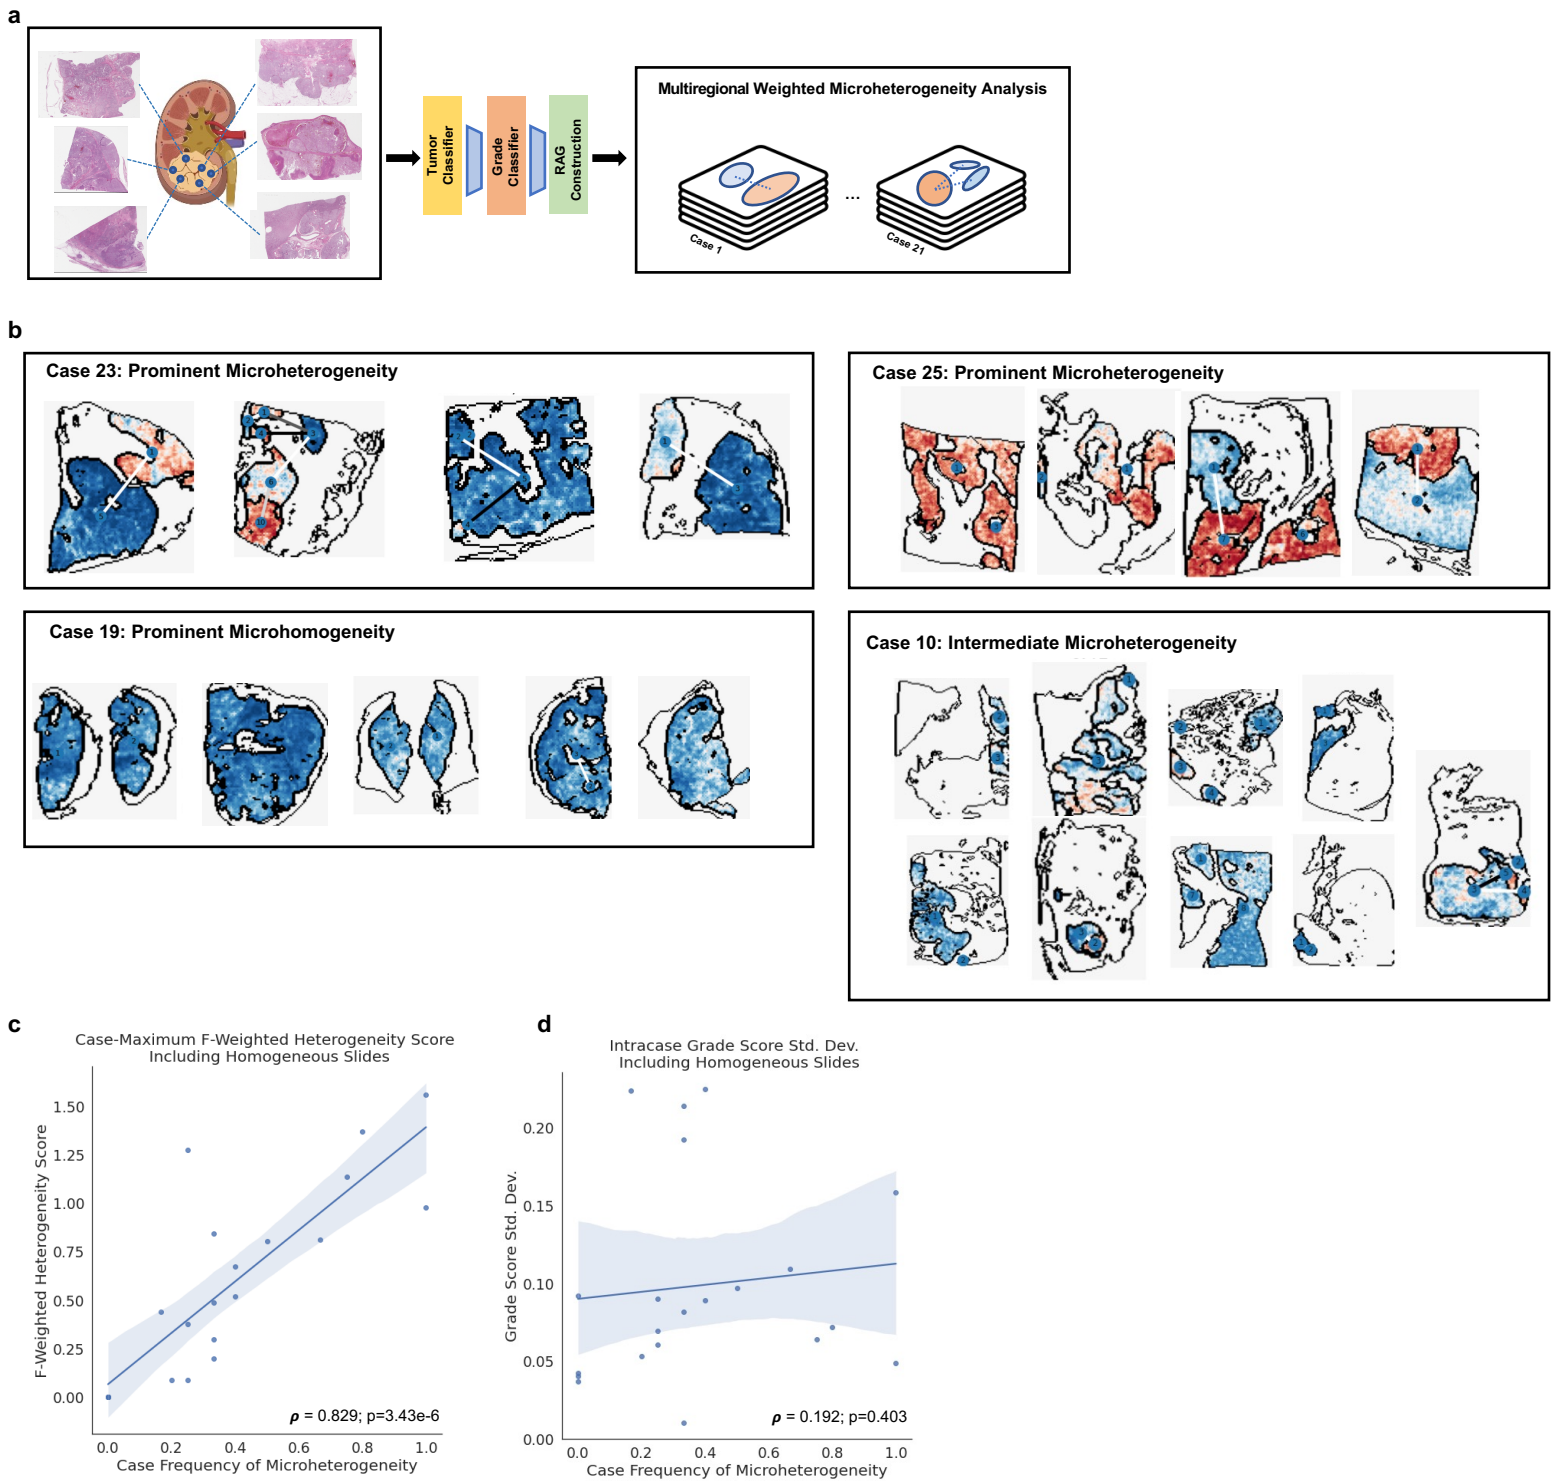 a
Tumor
Classifier
Grade
Classifier
RAG
Construction
Multiregional Weighted Microheterogeneity Analysis
Case 1
...
Case 21
b
Case 23: Prominent Microheterogeneity
Case 25: Prominent Microheterogeneity
Case 19: Prominent Microhomogeneity
Case 10: Intermediate Microheterogeneity
c
Case-Maximum F-Weighted Heterogeneity Score
Including Homogeneous Slides
F-Weighted Heterogeneity Score
1.50
1.25
1.00
0.75
0.50
0.25
0.00
ρ = 0.829; p=3.43e-6
0.0 0.2 0.4 0.6 0.8 1.0
Case Frequency of Microheterogeneity
d
Intracase Grade Score Std. Dev.
Including Homogeneous Slides
Grade Score Std. Dev.
0.20
0.15
0.10
0.05
0.00
ρ = 0.192; p=0.403
0.0 0.2 0.4 0.6 0.8 1.0
Case Frequency of Microheterogeneity